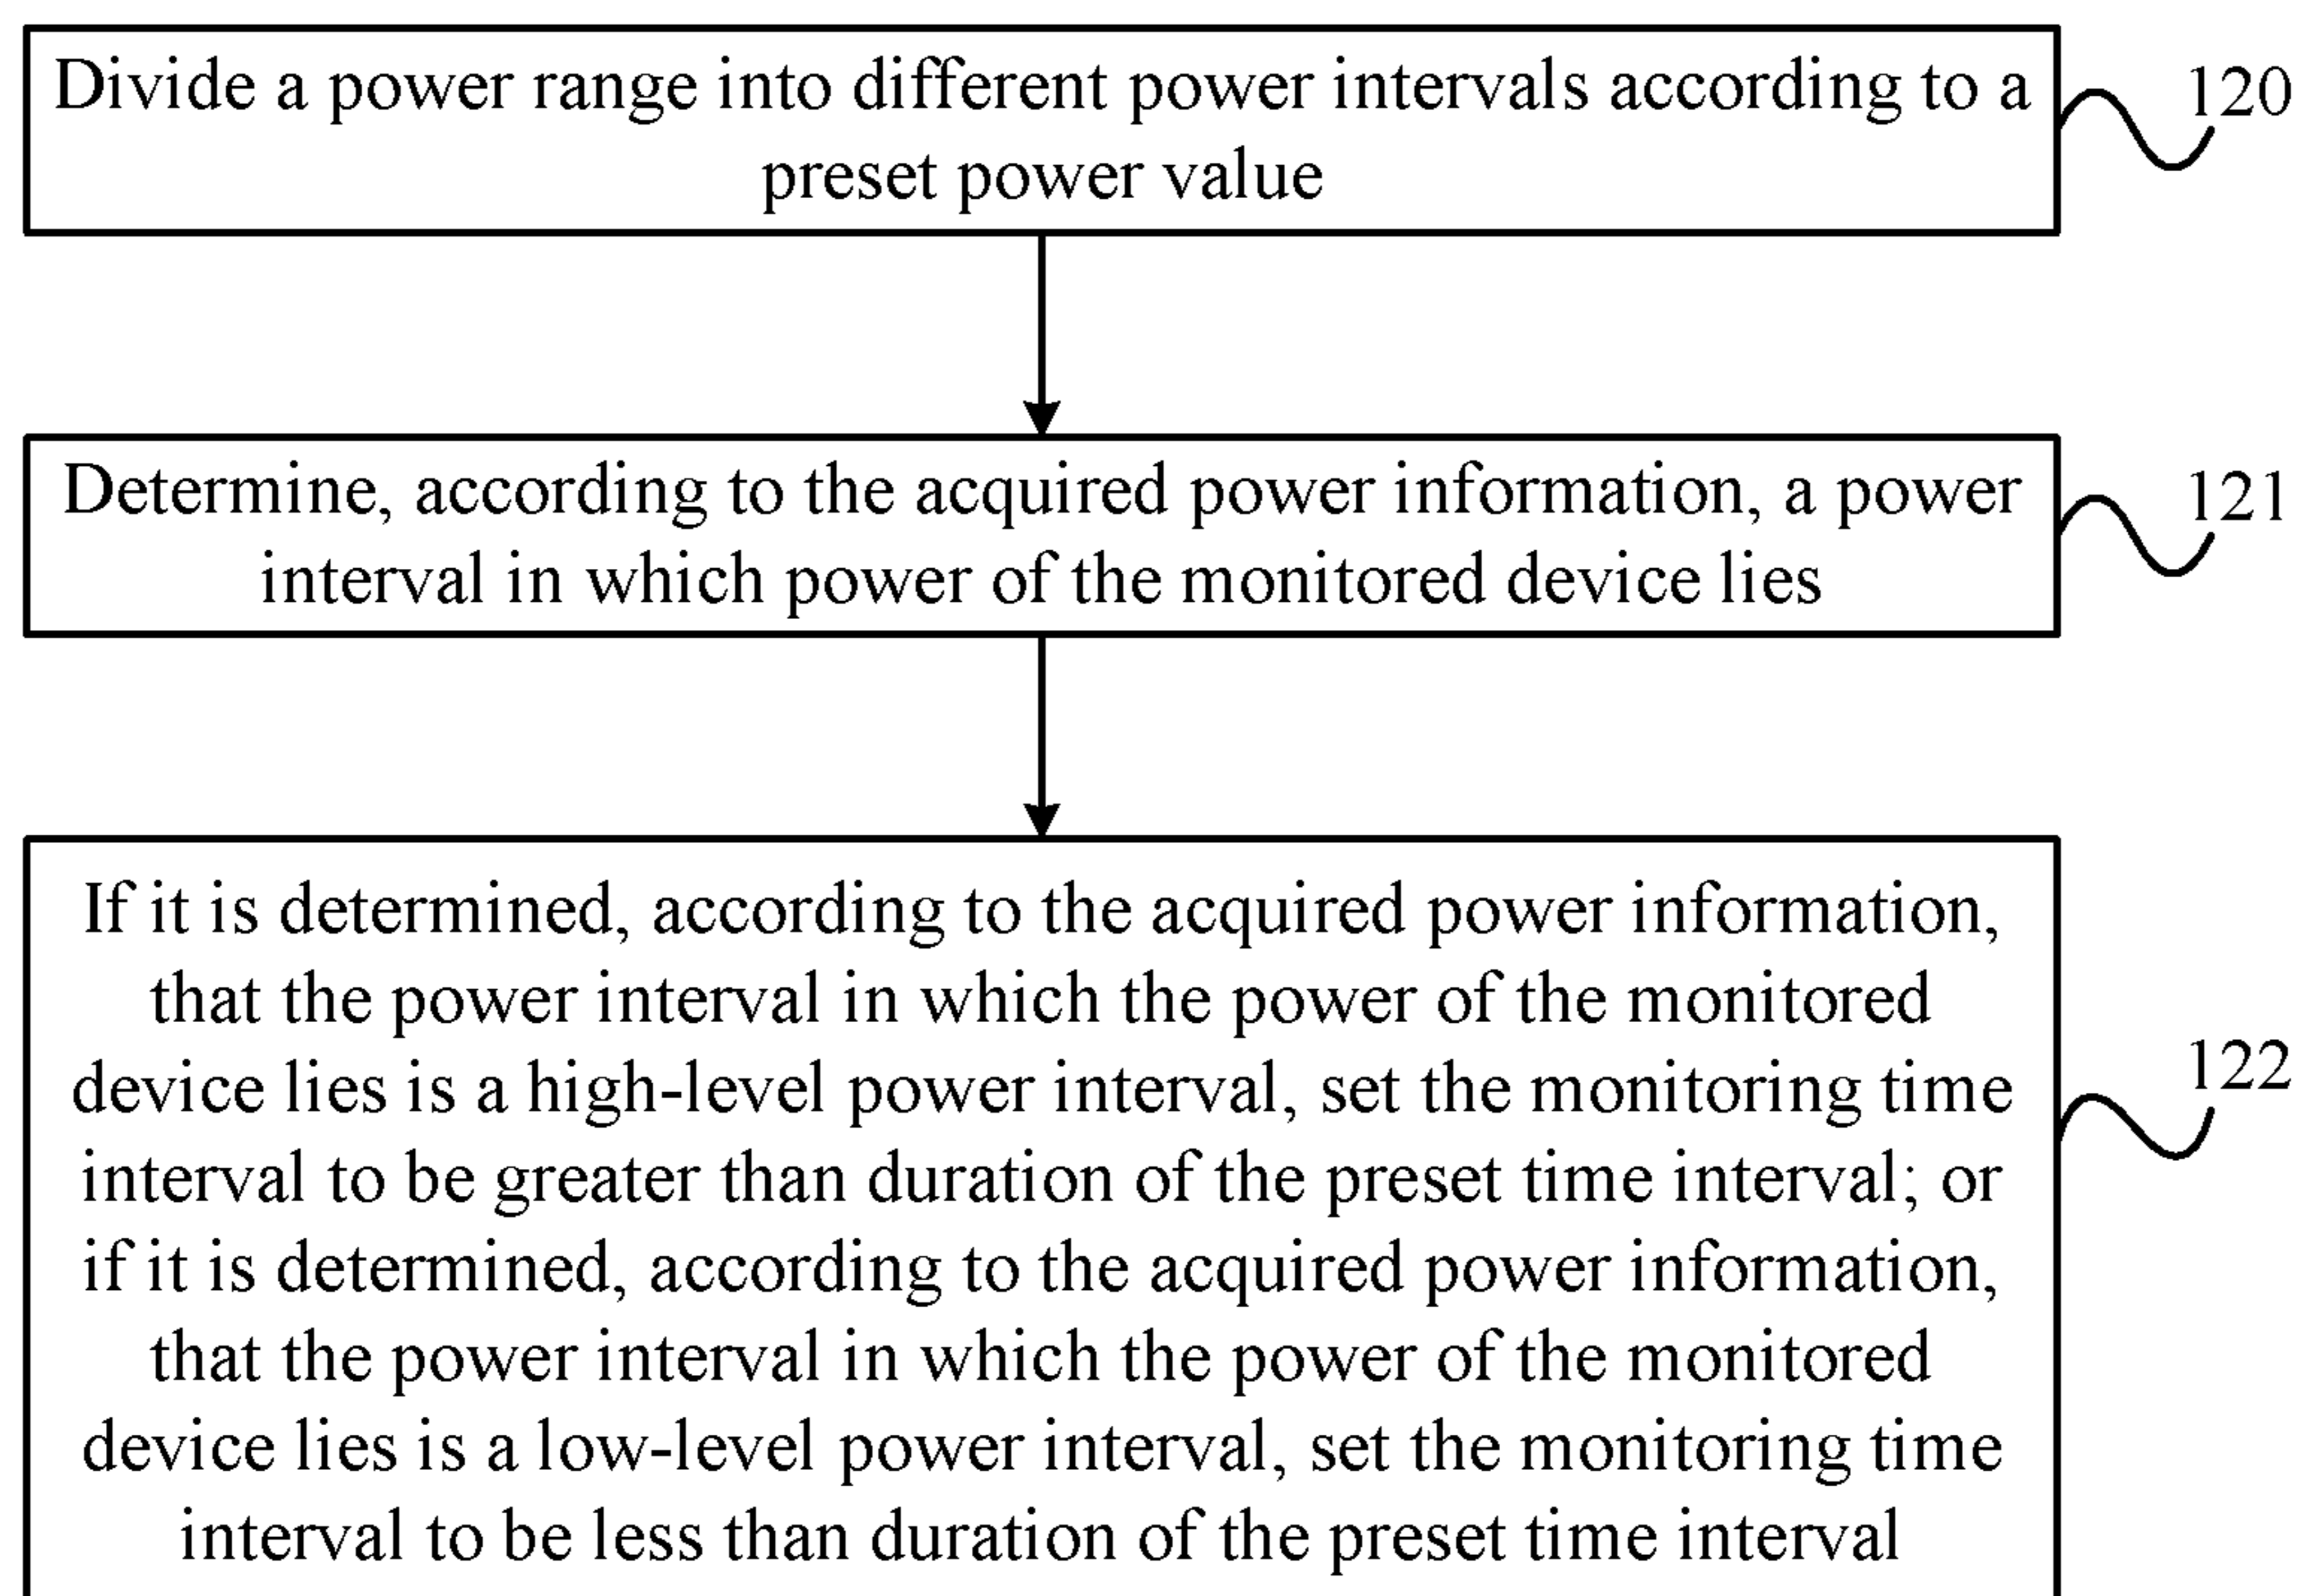 Divide a power range into different power intervals according to a
preset power value
120
Determine, according to the acquired power information, a power
interval in which power of the monitored device lies
121
If it is determined, according to the acquired power information,
that the power interval in which the power of the monitored
device lies is a high-level power interval, set the monitoring time
interval to be greater than duration of the preset time interval; or
if it is determined, according to the acquired power information,
that the power interval in which the power of the monitored
device lies is a low-level power interval, set the monitoring time
interval to be less than duration of the preset time interval
122